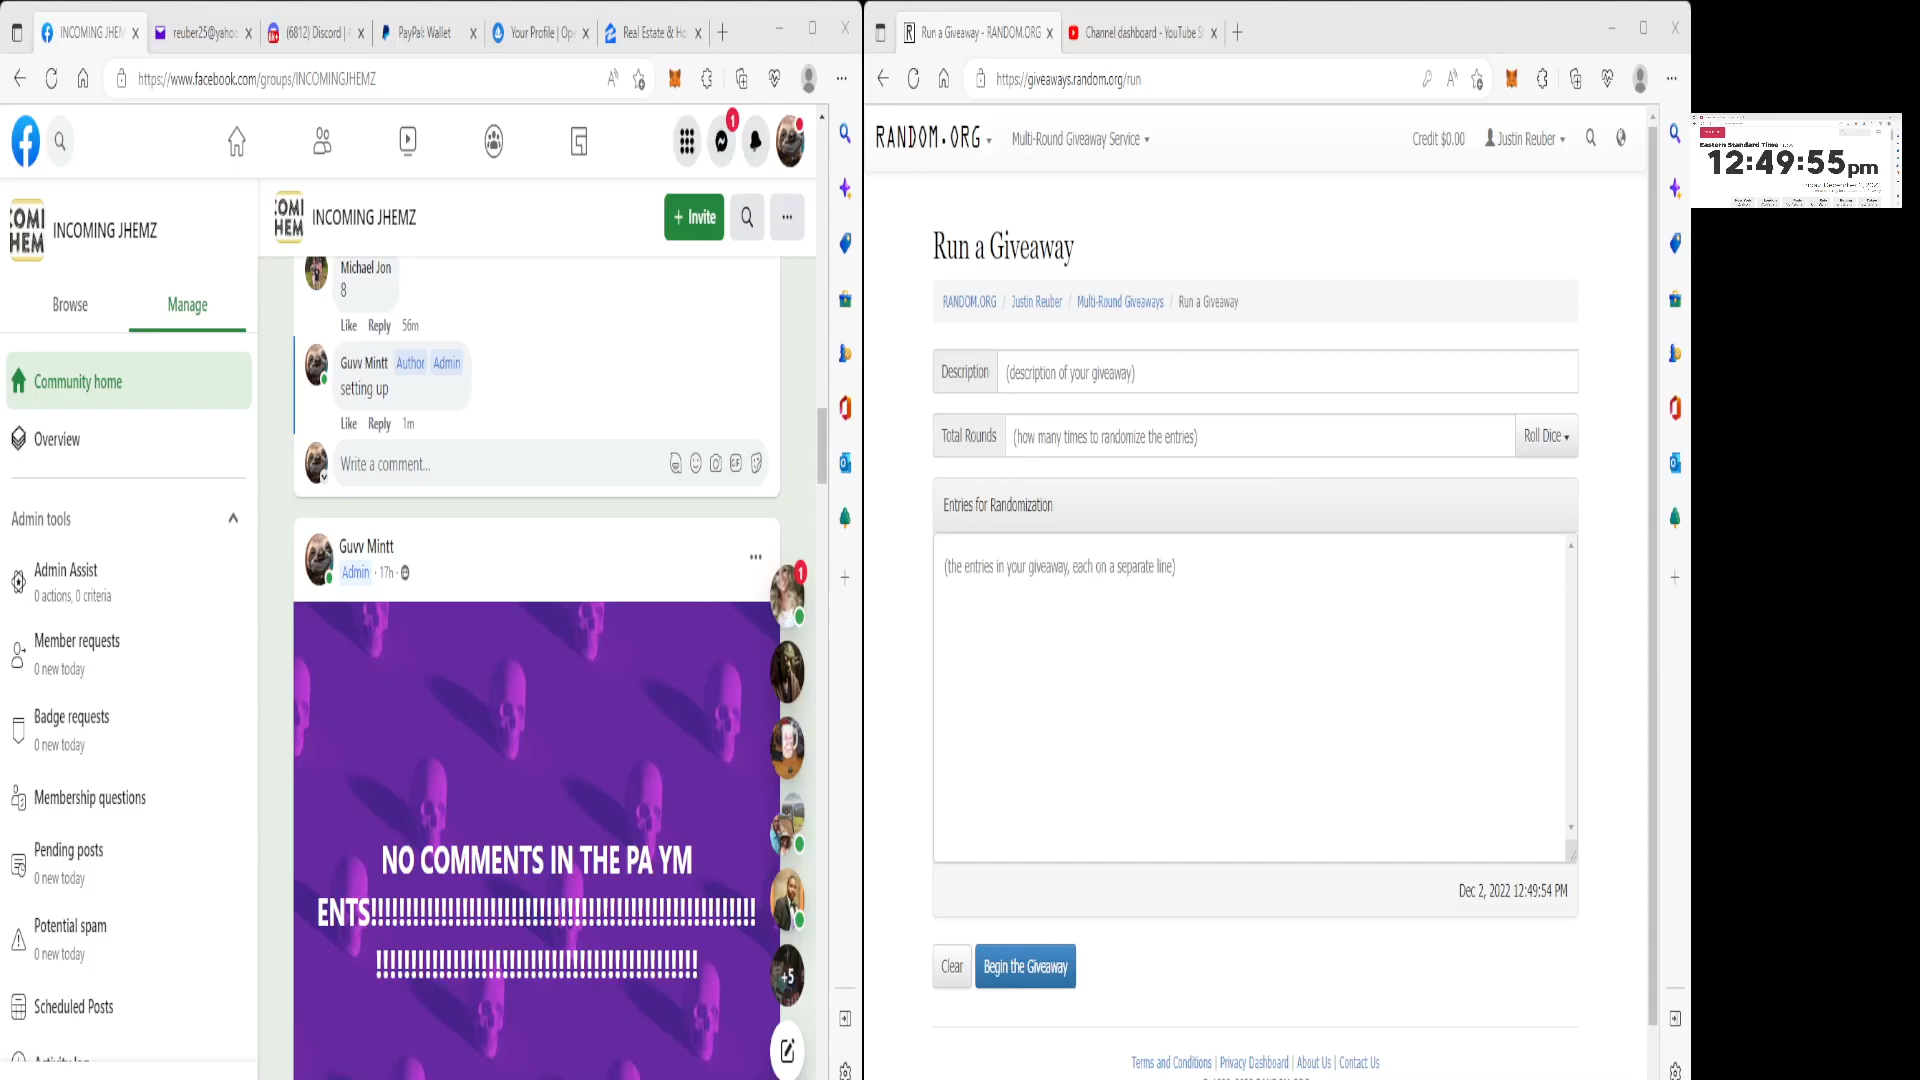 INCOMING JHEM
reuber25@yahoo
(6812) Discord |
PayPal: Wallet
Your Profile | Ope
Real Estate & Ho
https://www.facebook.com/groups/INCOMINGJHEMZ
1
OMI
HEM
INCOMING JHEMZ
Browse
Manage
Community home
Overview
Admin tools
Admin Assist
0 actions, 0 criteria
Member requests
0 new today
Badge requests
0 new today
Membership questions
Pending posts
0 new today
Potential spam
0 new today
Scheduled Posts
OMI
HEM
INCOMING JHEMZ
+ Invite
Michael Jon
8
Like Reply 56m
Guvv Mintt Author Admin
setting up
Like Reply 1m
Write a comment...
GIF
Guvv Mintt
Admin · 17h
NO COMMENTS IN THE PA YM
ENTS!!!!!!!!!!!!!!!!!!!!!!!!!!!!!!!!!!!!!!!!!!!!!!!!!!!!!!!
!!!!!!!!!!!!!!!!!!!!!!!!!!!!!!!!!!!!!!!!!!!!!!
1
+5
Run a Giveaway - RANDOM.ORG
Channel dashboard - YouTube S
https://giveaways.random.org/run
RANDOM.ORG
Multi-Round Giveaway Service
Credit $0.00
Justin Reuber
Run a Giveaway
RANDOM.ORG / Justin Reuber / Multi-Round Giveaways / Run a Giveaway
Description (description of your giveaway)
Total Rounds (how many times to randomize the entries) Roll Dice
Entries for Randomization
(the entries in your giveaway, each on a separate line)
Dec 2, 2022 12:49:54 PM
Clear
Begin the Giveaway
Terms and Conditions | Privacy Dashboard | About Us | Contact Us
Eastern Standard Time
12:49:55pm